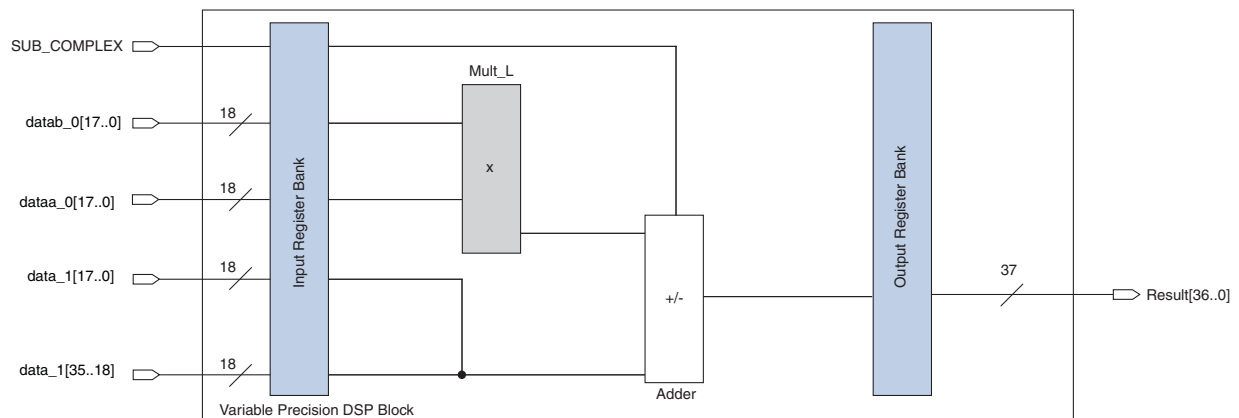 SUB_COMPLEX
Mult_L
18
datab_0[17..0]
Input Register Bank
x
Output Register Bank
18
dataa_0[17..0]
18
data_1[17..0]
37
+/-
Result[36..0]
18
data_1[35..18]
Adder
Variable Precision DSP Block